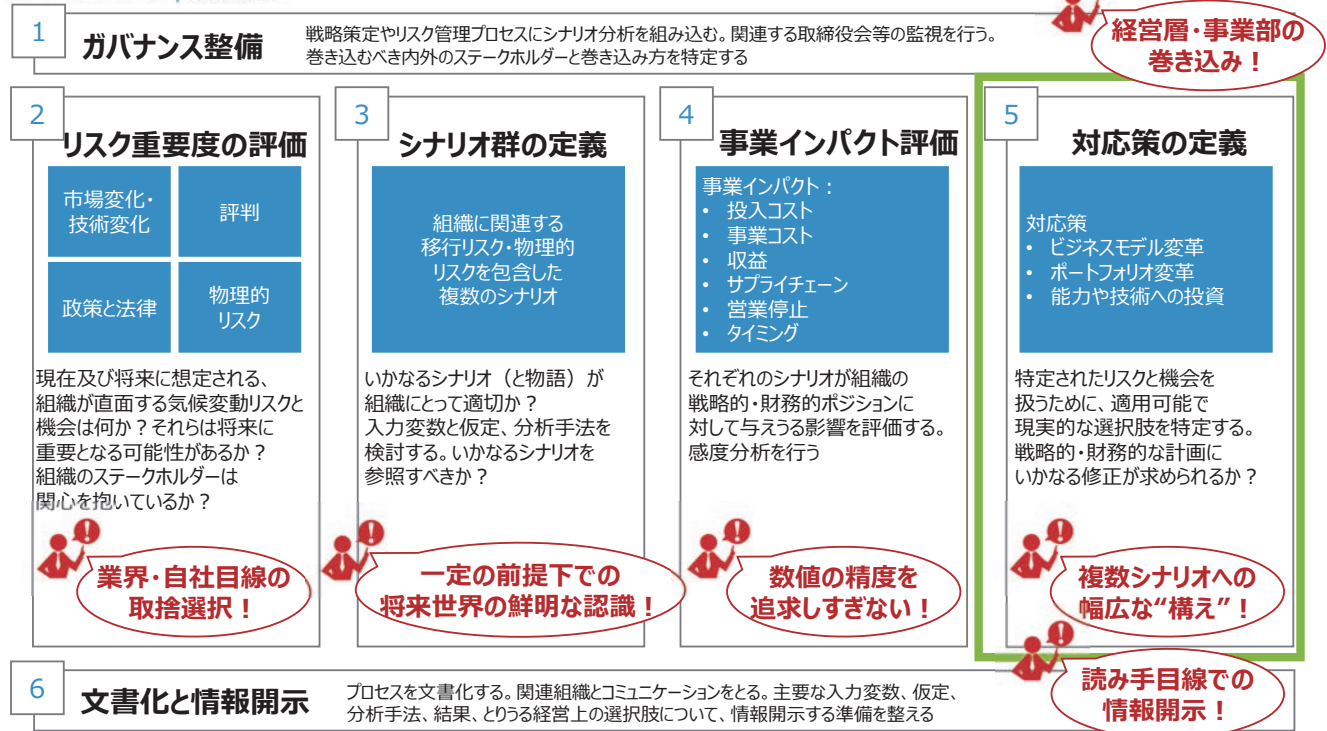 1
ガバナンス整備
戦略策定やリスク管理プロセスにシナリオ分析を組み込む。関連する取締役会等の監視を行う。
巻き込むべき内外のステークホルダーと巻き込み方を特定する
経営層・事業部の
巻き込み！
2
リスク重要度の評価
市場変化・
技術変化
評判
政策と法律
物理的
リスク
現在及び将来に想定される、
組織が直面する気候変動リスクと
機会は何か？それらは将来に
重要となる可能性があるか？
組織のステークホルダーは
関心を抱いているか？
業界・自社目線の
取捨選択！
3
シナリオ群の定義
組織に関連する
移行リスク・物理的
リスクを包含した
複数のシナリオ
いかなるシナリオ（と物語）が
組織にとって適切か？
入力変数と仮定、分析手法を
検討する。いかなるシナリオを
参照すべきか？
一定の前提下での
将来世界の鮮明な認識！
4
事業インパクト評価
事業インパクト：
• 投入コスト
• 事業コスト
• 収益
• サプライチェーン
• 営業停止
• タイミング
それぞれのシナリオが組織の
戦略的・財務的ポジションに
対して与えうる影響を評価する。
感度分析を行う
数値の精度を
追求しすぎない！
5
対応策の定義
対応策
• ビジネスモデル変革
• ポートフォリオ変革
• 能力や技術への投資
特定されたリスクと機会を
扱うために、適用可能で
現実的な選択肢を特定する。
戦略的・財務的な計画に
いかなる修正が求められるか？
複数シナリオへの
幅広な“構え”！
6
文書化と情報開示
プロセスを文書化する。関連組織とコミュニケーションをとる。主要な入力変数、仮定、
分析手法、結果、とりうる経営上の選択肢について、情報開示する準備を整える
読み手目線での
情報開示！